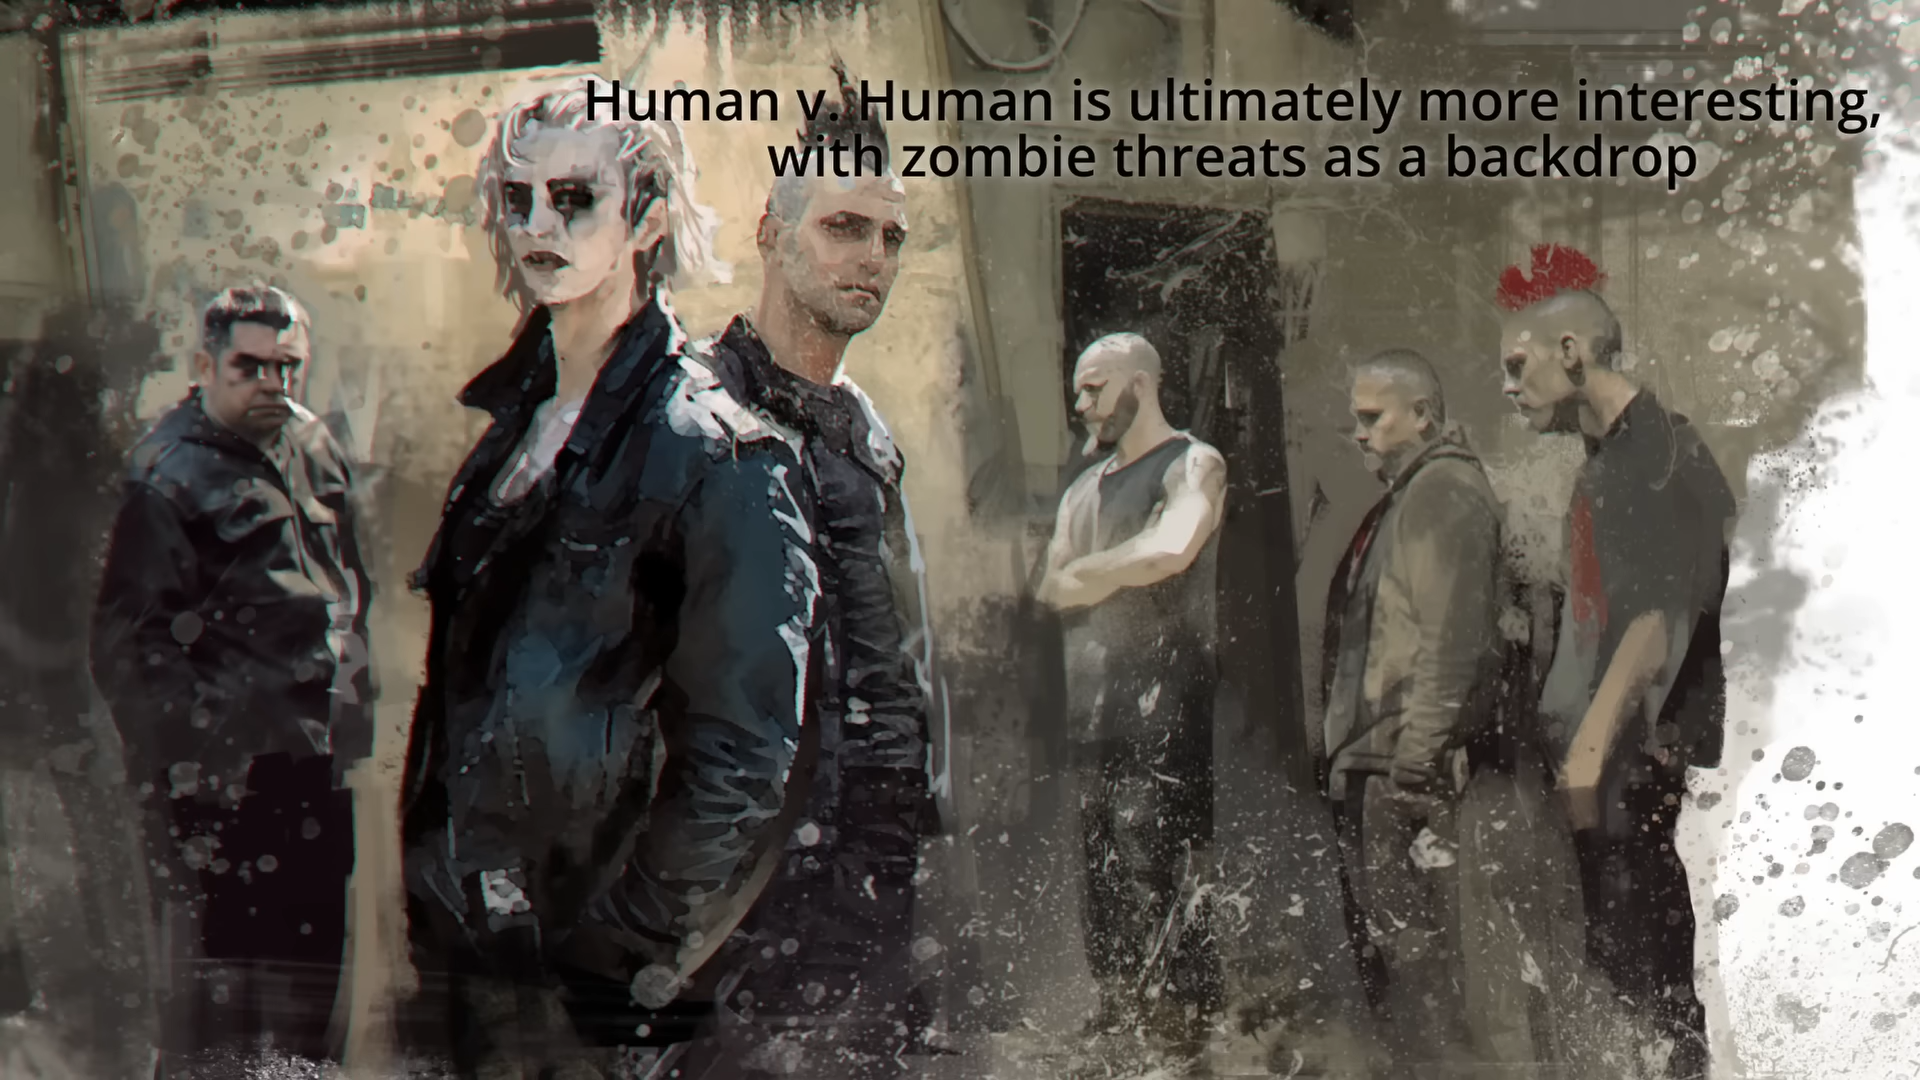 Human v. Human is ultimately more interesting,
with zombie threats as a backdrop